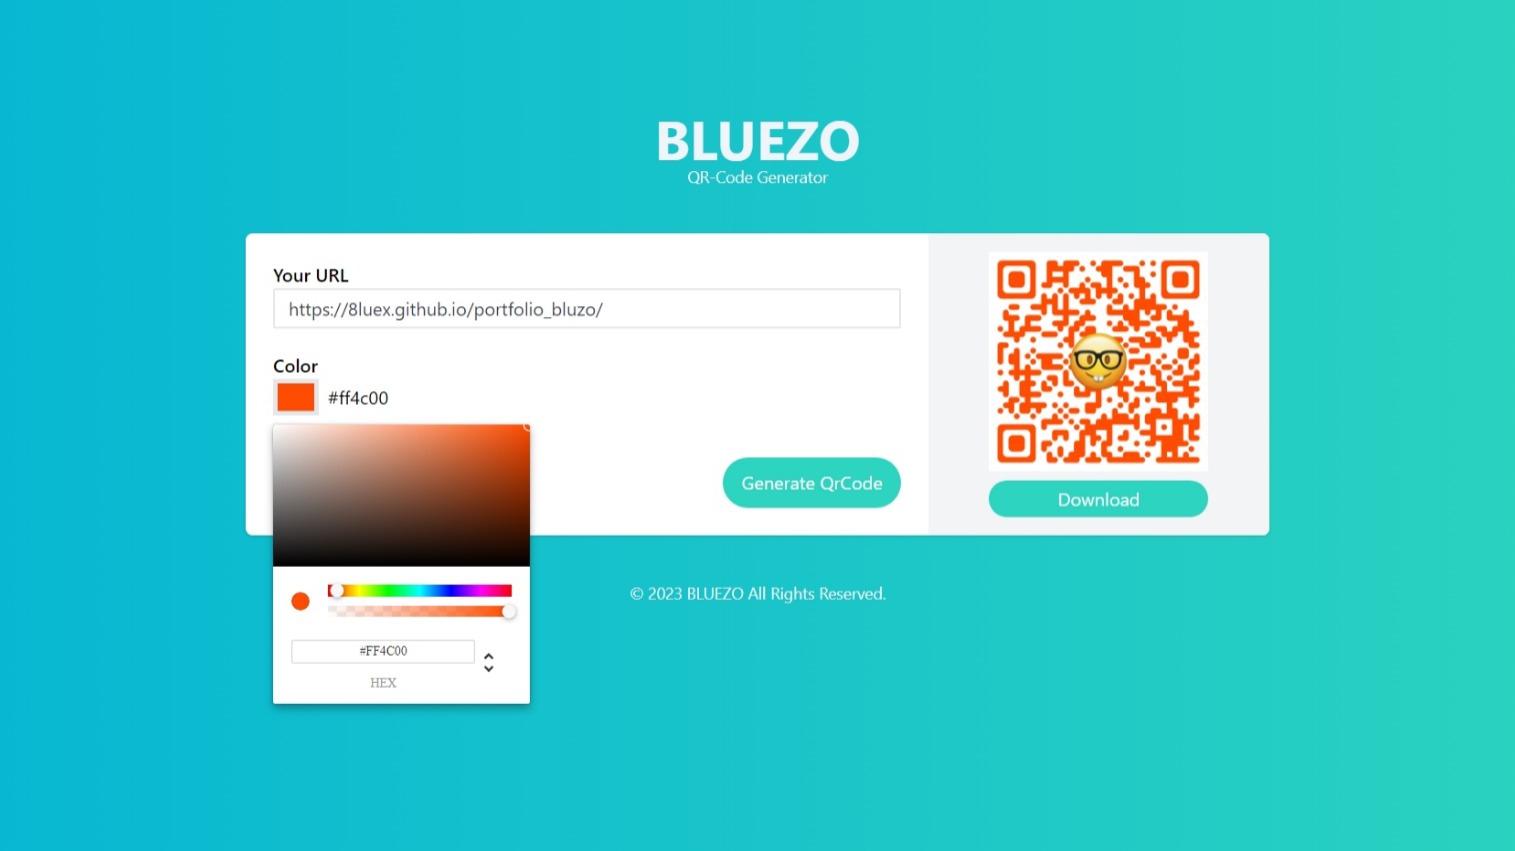 BLUEZO
QR-Code Generator
Your URL
https://8luex.github.io/portfolio_bluzo/
Color
#ff4c00
Generate QrCode
Download
#FF4C00
HEX
© 2023 BLUEZO All Rights Reserved.